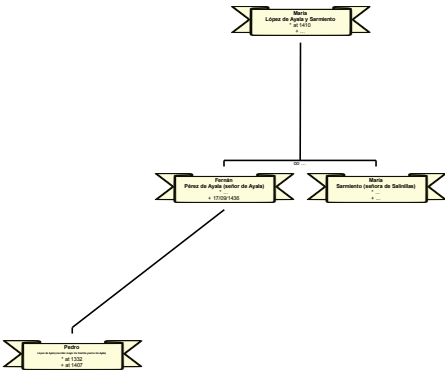 María
López de Ayala y Sarmiento
* at 1410
+ ...
∞ ...
Fernán
Pérez de Ayala (señor de Ayala)
* ...
+ 17/09/1436
María
Sarmiento (señora de Salinillas)
* ...
+ ...
Pedro
* at 1332
+ at 1407